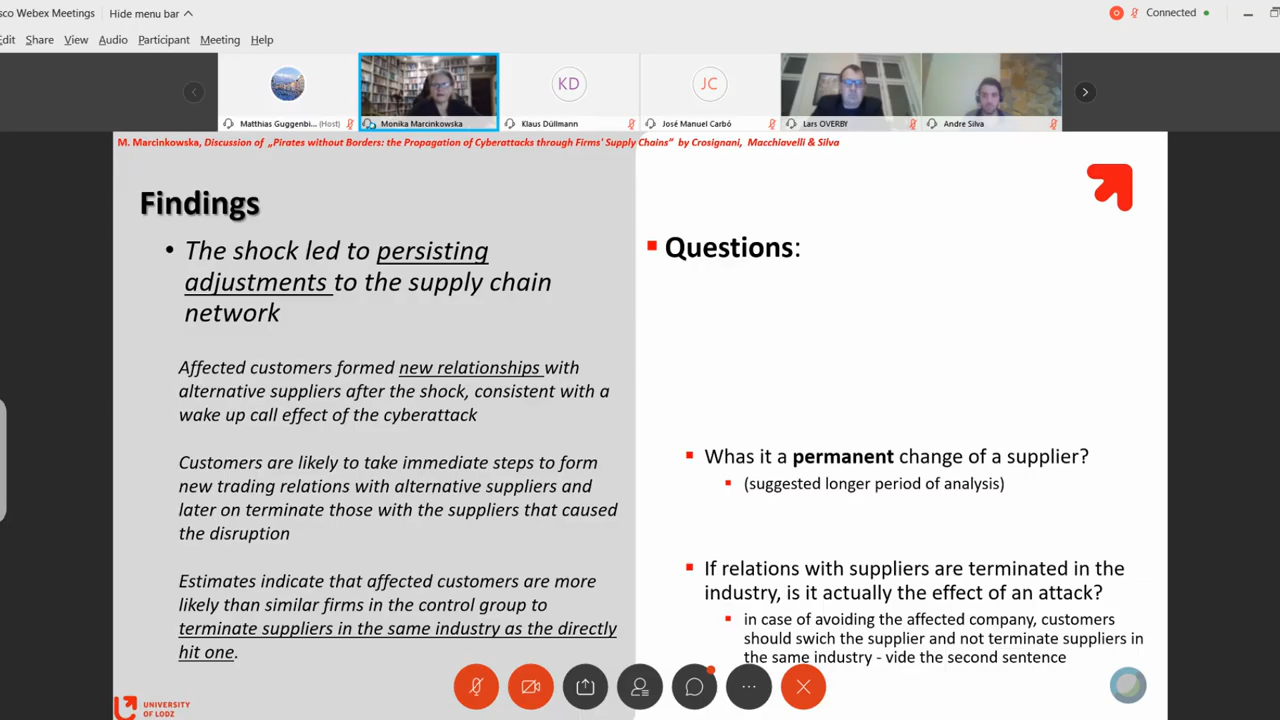 sco Webex Meetings Hide menu bar Connected
Edit Share View Audio Participant Meeting Help
KD JC
Matthias Guggenbi... (Host) Monika Marcinkowska Klaus Düllmann José Manuel Carbó Lars OVERBY Andre Silva
M. Marcinkowska, Discussion of „Pirates without Borders: the Propagation of Cyberattacks through Firms' Supply Chains” by Crosignani, Macchiavelli & Silva
Findings
• The shock led to persisting
adjustments to the supply chain
network
Affected customers formed new relationships with
alternative suppliers after the shock, consistent with a
wake up call effect of the cyberattack
Customers are likely to take immediate steps to form
new trading relations with alternative suppliers and
later on terminate those with the suppliers that caused
the disruption
Estimates indicate that affected customers are more
likely than similar firms in the control group to
terminate suppliers in the same industry as the directly
hit one.
Questions:
Whas it a permanent change of a supplier?
(suggested longer period of analysis)
If relations with suppliers are terminated in the
industry, is it actually the effect of an attack?
in case of avoiding the affected company, customers
should swich the supplier and not terminate suppliers in
the same industry - vide the second sentence
UNIVERSITY
OF LODZ